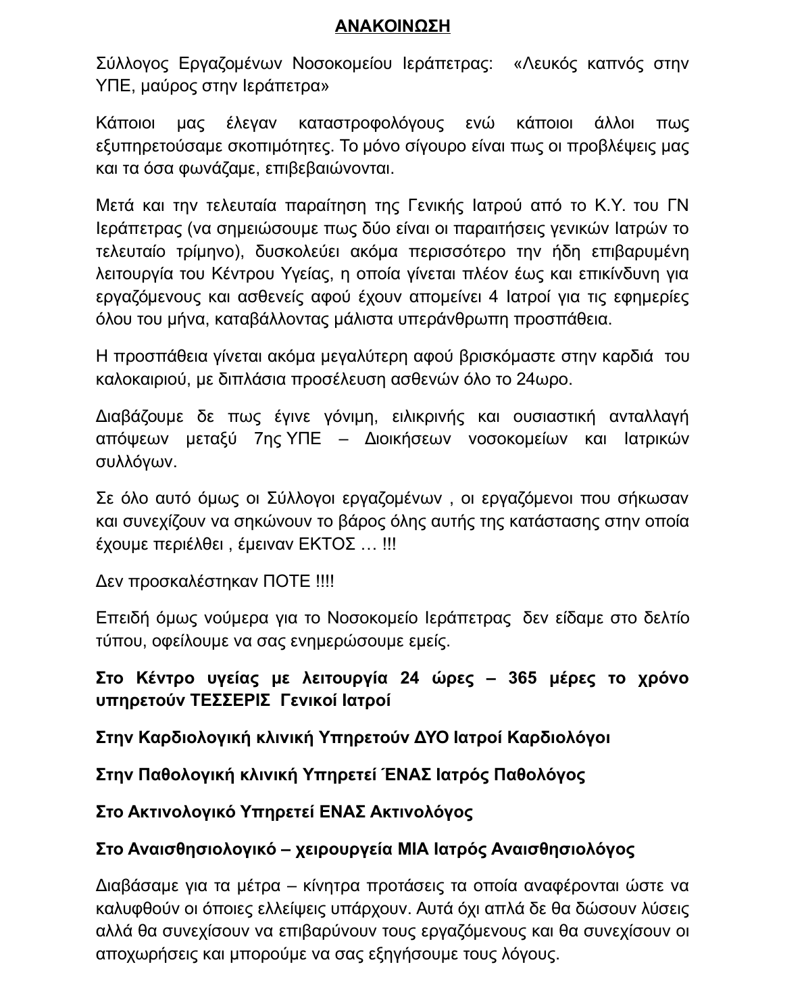 ΑΝΑΚΟΙΝΩΣΗ
Σύλλογος Εργαζομένων Νοσοκομείου Ιεράπετρας:  «Λευκός καπνός στην
ΥΠΕ, μαύρος στην Ιεράπετρα»
Κάποιοι μας έλεγαν καταστροφολόγους ενώ κάποιοι άλλοι πως
εξυπηρετούσαμε σκοπιμότητες. Το μόνο σίγουρο είναι πως οι προβλέψεις μας
και τα όσα φωνάζαμε, επιβεβαιώνονται.
Μετά και την τελευταία παραίτηση της Γενικής Ιατρού από το Κ.Υ. του ΓΝ
Ιεράπετρας (να σημειώσουμε πως δύο είναι οι παραιτήσεις γενικών Ιατρών το
τελευταίο τρίμηνο), δυσκολεύει ακόμα περισσότερο την ήδη επιβαρυμένη
λειτουργία του Κέντρου Υγείας, η οποία γίνεται πλέον έως και επικίνδυνη για
εργαζόμενους και ασθενείς αφού έχουν απομείνει 4 Ιατροί για τις εφημερίες
όλου του μήνα, καταβάλλοντας μάλιστα υπεράνθρωπη προσπάθεια.
Η προσπάθεια γίνεται ακόμα μεγαλύτερη αφού βρισκόμαστε στην καρδιά  του
καλοκαιριού, με διπλάσια προσέλευση ασθενών όλο το 24ωρο.
Διαβάζουμε δε πως έγινε γόνιμη, ειλικρινής και ουσιαστική ανταλλαγή
απόψεων μεταξύ 7ης ΥΠΕ – Διοικήσεων νοσοκομείων και Ιατρικών
συλλόγων.
Σε όλο αυτό όμως οι Σύλλογοι εργαζομένων , οι εργαζόμενοι που σήκωσαν
και συνεχίζουν να σηκώνουν το βάρος όλης αυτής της κατάστασης στην οποία
έχουμε περιέλθει , έμειναν ΕΚΤΟΣ … !!!
Δεν προσκαλέστηκαν ΠΟΤΕ !!!!
Επειδή όμως νούμερα για το Νοσοκομείο Ιεράπετρας  δεν είδαμε στο δελτίο
τύπου, οφείλουμε να σας ενημερώσουμε εμείς.
Στο Κέντρο υγείας με λειτουργία 24 ώρες – 365 μέρες το χρόνο
υπηρετούν ΤΕΣΣΕΡΙΣ  Γενικοί Ιατροί
Στην Καρδιολογική κλινική Υπηρετούν ΔΥΟ Ιατροί Καρδιολόγοι
Στην Παθολογική κλινική Υπηρετεί ΈΝΑΣ Ιατρός Παθολόγος
Στο Ακτινολογικό Υπηρετεί ΕΝΑΣ Ακτινολόγος
Στο Αναισθησιολογικό – χειρουργεία ΜΙΑ Ιατρός Αναισθησιολόγος
Διαβάσαμε για τα μέτρα – κίνητρα προτάσεις τα οποία αναφέρονται ώστε να
καλυφθούν οι όποιες ελλείψεις υπάρχουν. Αυτά όχι απλά δε θα δώσουν λύσεις
αλλά θα συνεχίσουν να επιβαρύνουν τους εργαζόμενους και θα συνεχίσουν οι
αποχωρήσεις και μπορούμε να σας εξηγήσουμε τους λόγους.